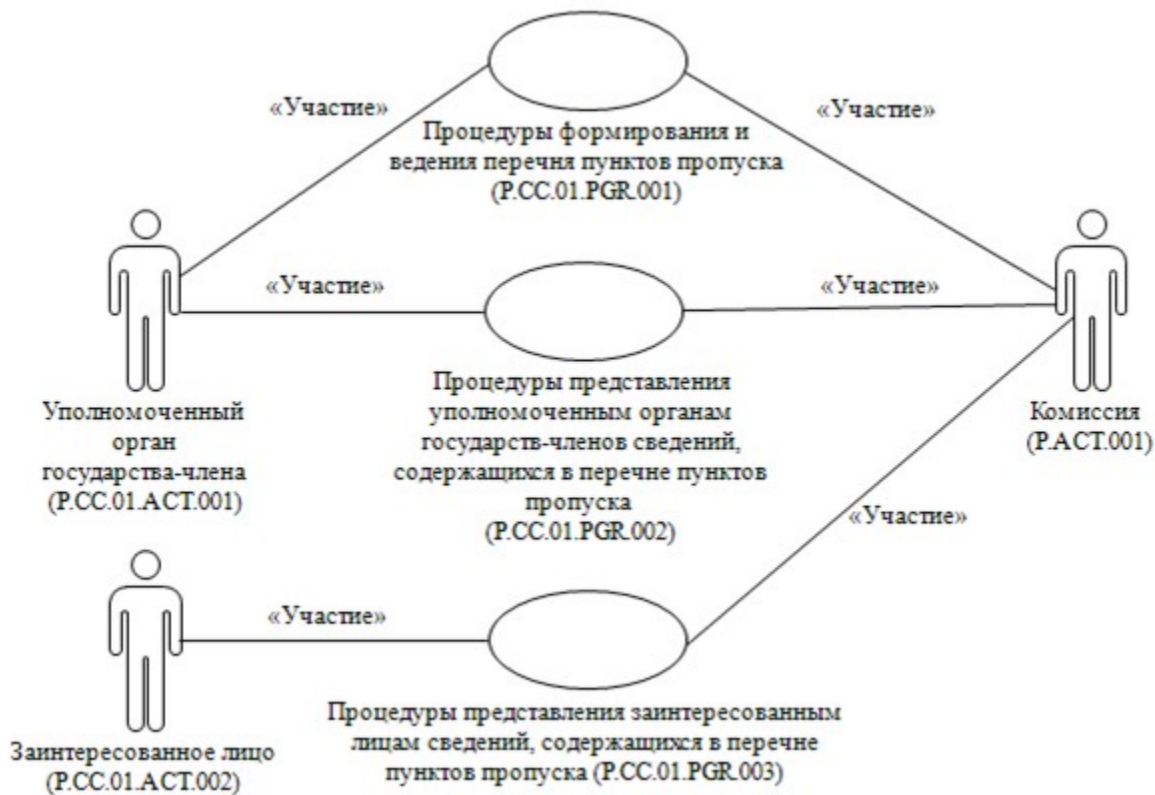 «Участие»
«Участие»
Процедуры формирования и
ведения перечня пунктов пропуска
(P.CC.01.PGR.001)
«Участие»
«Участие»
Процедуры представления
уполномоченным органам
государств-членов сведений,
содержащихся в перечне пунктов
пропуска
(P.CC.01.PGR.002)
Уполномоченный
орган
государства-члена
(P.CC.01.ACT.001)
Комиссия
(P.ACT.001)
«Участие»
«Участие»
Процедуры представления заинтересованным
лицам сведений, содержащихся в перечне
пунктов пропуска (P.CC.01.PGR.003)
Заинтересованное лицо
(P.CC.01.ACT.002)